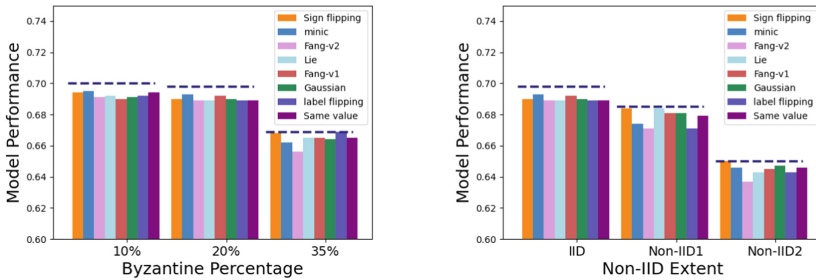 0.74
0.72
0.70
0.68
0.66
0.64
0.62
0.60
Model Performance
Sign flipping
minic
Fang-v2
Lie
Fang-v1
Gaussian
label flipping
Same value
10% 20% 35%
Byzantine Percentage
0.74
0.72
0.70
0.68
0.66
0.64
0.62
0.60
Model Performance
Sign flipping
minic
Fang-v2
Lie
Fang-v1
Gaussian
label flipping
Same value
IID Non-IID1 Non-IID2
Non-IID Extent